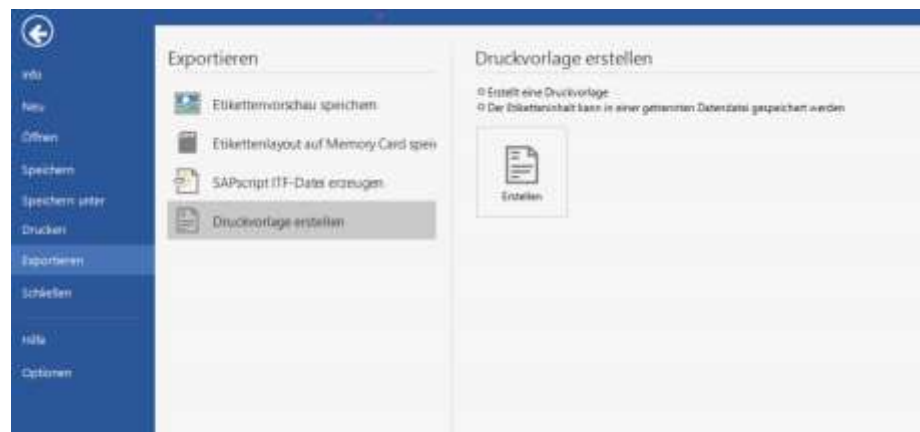 Info
Neu
Öffnen
Speichern
Speichern unter
Drucken
Exportieren
Schließen
Hilfe
Optionen
Exportieren
Etikettenvorschau speichern
Etikettenlayout auf Memory Card speic
SAPscript ITF-Datei erzeugen
Druckvorlage erstellen
Druckvorlage erstellen
Erstellt eine Druckvorlage
Der Etiketteninhalt kann in einer getrennten Datendatei gespeichert werden
Erstellen